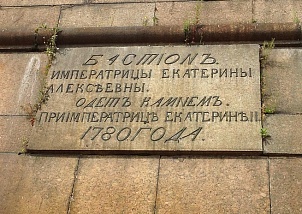 БАСТІОНЪ.
ИМПЕРАТРИЦЫ ЕКАТЕРИНЫ
АЛЕКСѢЕВНЫ.
ОДѢТЪ КАМНЕМЪ.
ПРИ ИМПЕРАТРИЦѢ ЕКАТЕРИНѢ II.
1780 ГОДА.